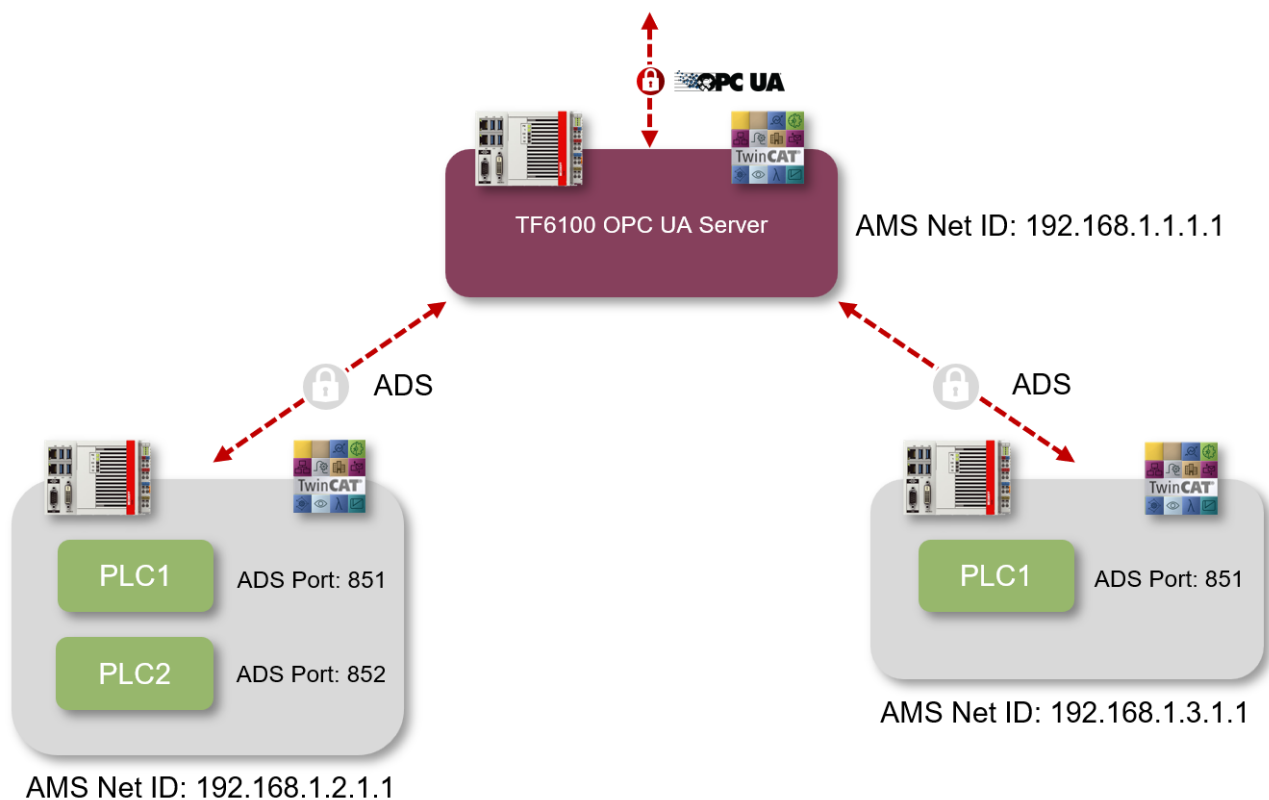 OPC UA
TwinCAT®
TF6100 OPC UA Server
AMS Net ID: 192.168.1.1.1.1
ADS
ADS
TwinCAT®
TwinCAT®
PLC1
ADS Port: 851
PLC1
ADS Port: 851
PLC2
ADS Port: 852
AMS Net ID: 192.168.1.3.1.1
AMS Net ID: 192.168.1.2.1.1